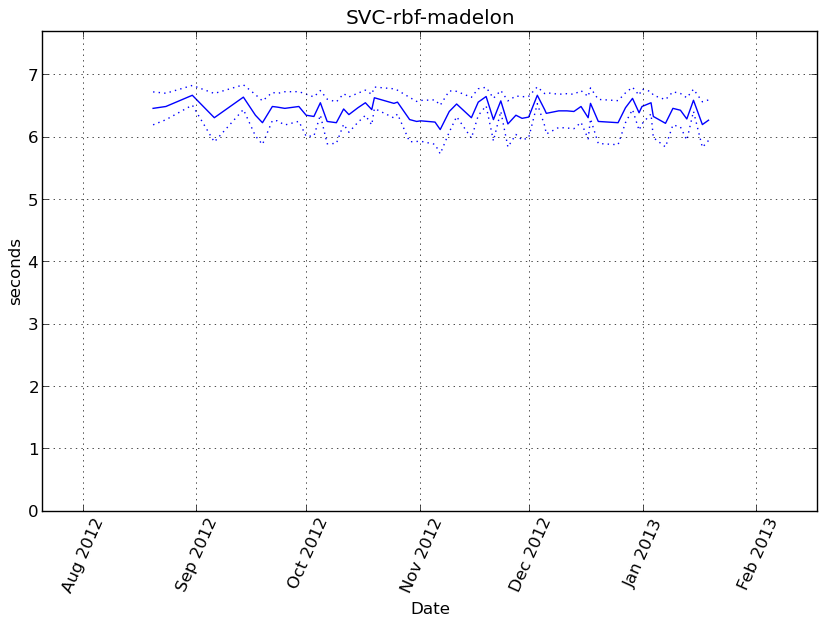 SVC-rbf-madelon
7
6
5
4
3
2
1
0
seconds
Aug 2012
Sep 2012
Oct 2012
Nov 2012
Dec 2012
Jan 2013
Feb 2013
Date